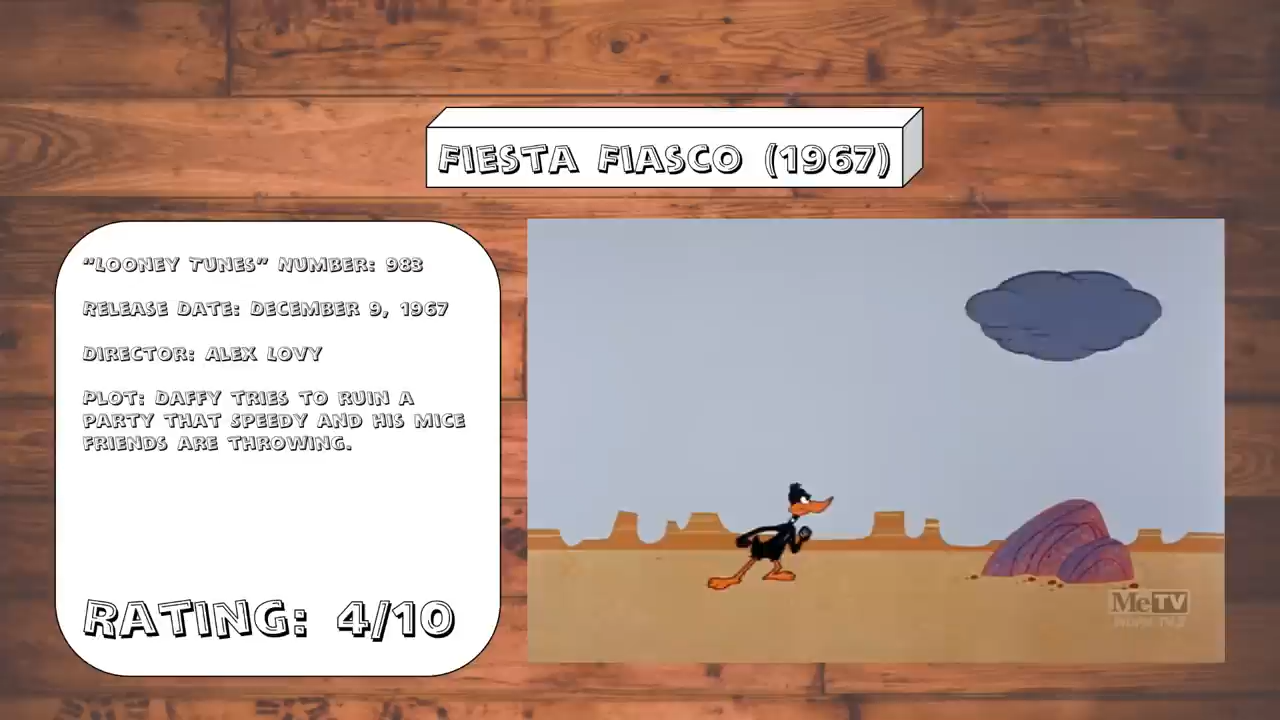 FIESTA FIASCO (1967)
"LOONEY TUNES" NUMBER: 983
RELEASE DATE: DECEMBER 9, 1967
DIRECTOR: ALEX LOVY
PLOT: DAFFY TRIES TO RUIN A
PARTY THAT SPEEDY AND HIS MICE
FRIENDS ARE THROWING.
RATING: 4/10
MeTV